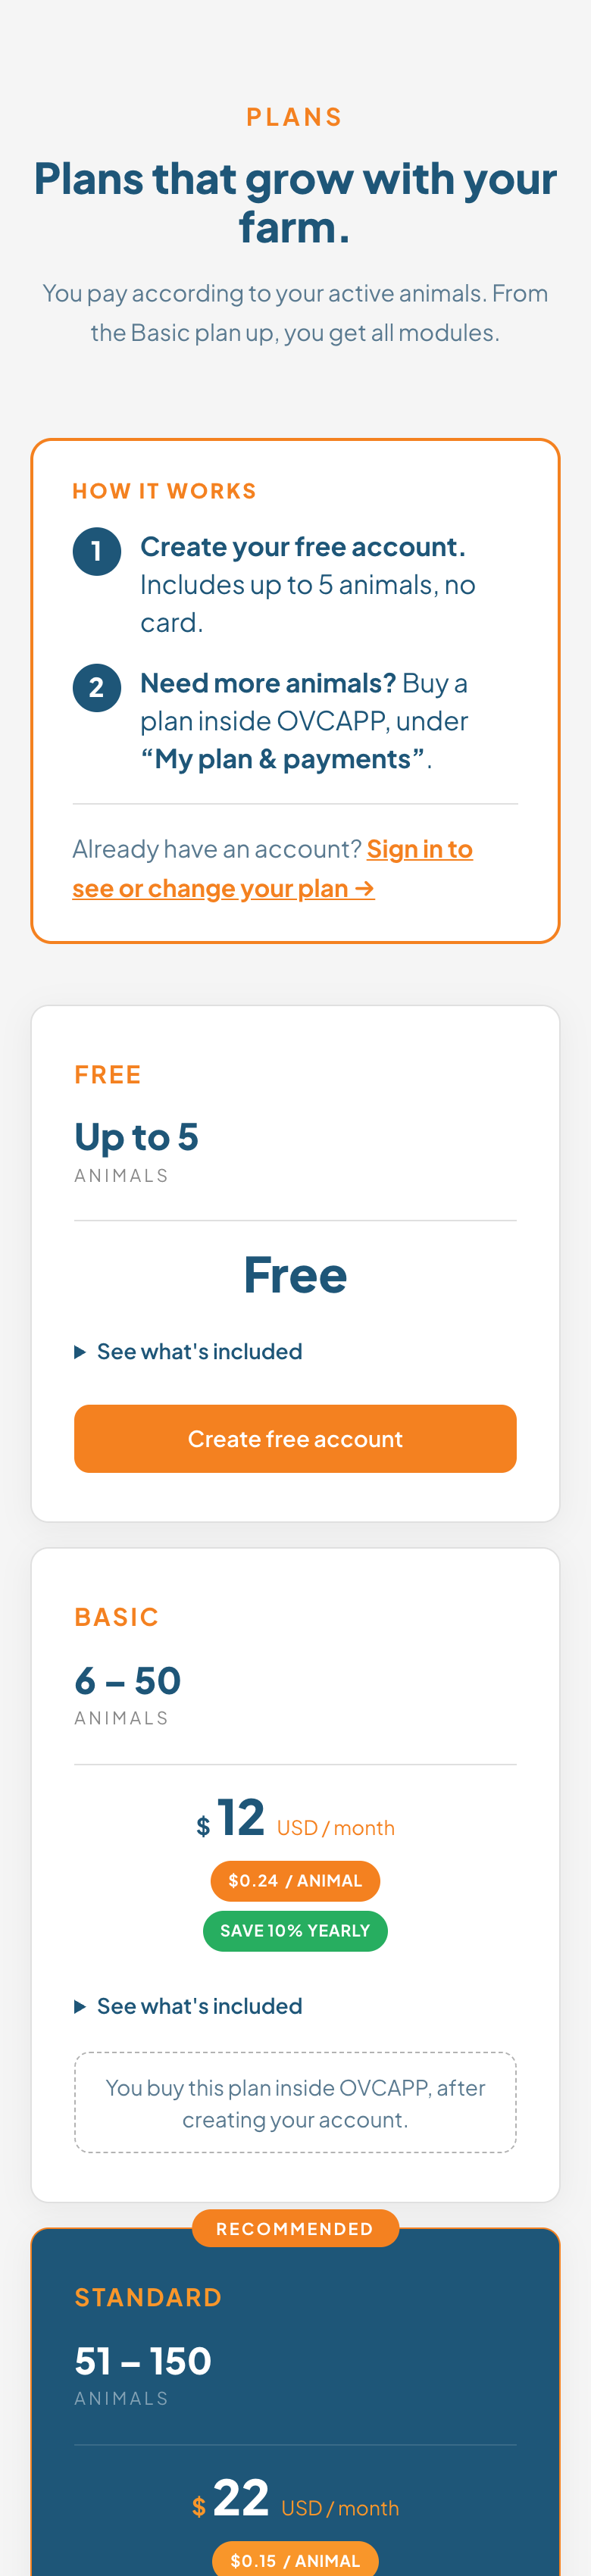 PLANS
Plans that grow with your
farm.
You pay according to your active animals. From
the Basic plan up, you get all modules.
HOW IT WORKS
1
Create your free account.
Includes up to 5 animals, no
card.
2
Need more animals? Buy a
plan inside OVCAPP, under
“My plan & payments”.
Already have an account? Sign in to
see or change your plan →
FREE
Up to 5
ANIMALS
Free
▶ See what's included
Create free account
BASIC
6 – 50
ANIMALS
$ 12 USD / month
$0.24 / ANIMAL
SAVE 10% YEARLY
▶ See what's included
You buy this plan inside OVCAPP, after
creating your account.
RECOMMENDED
STANDARD
51 – 150
ANIMALS
$ 22 USD / month
$0.15 / ANIMAL